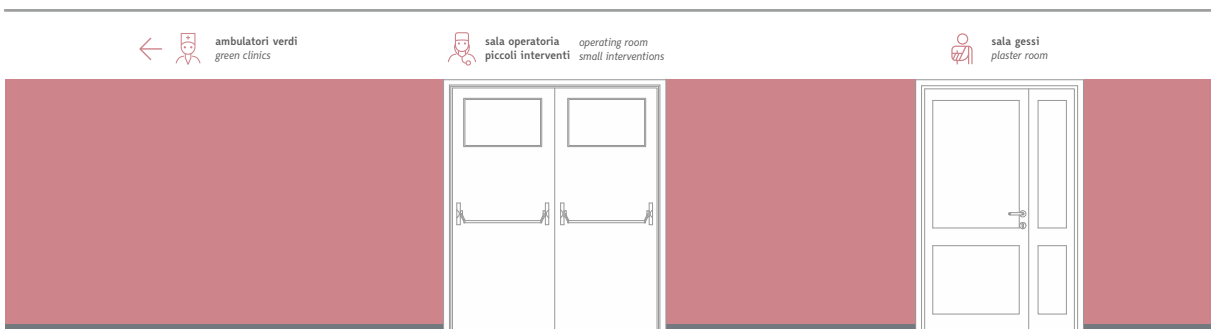 ambulatori verdi
green clinics
sala operatoria operating room
piccoli interventi small interventions
sala gessi
plaster room